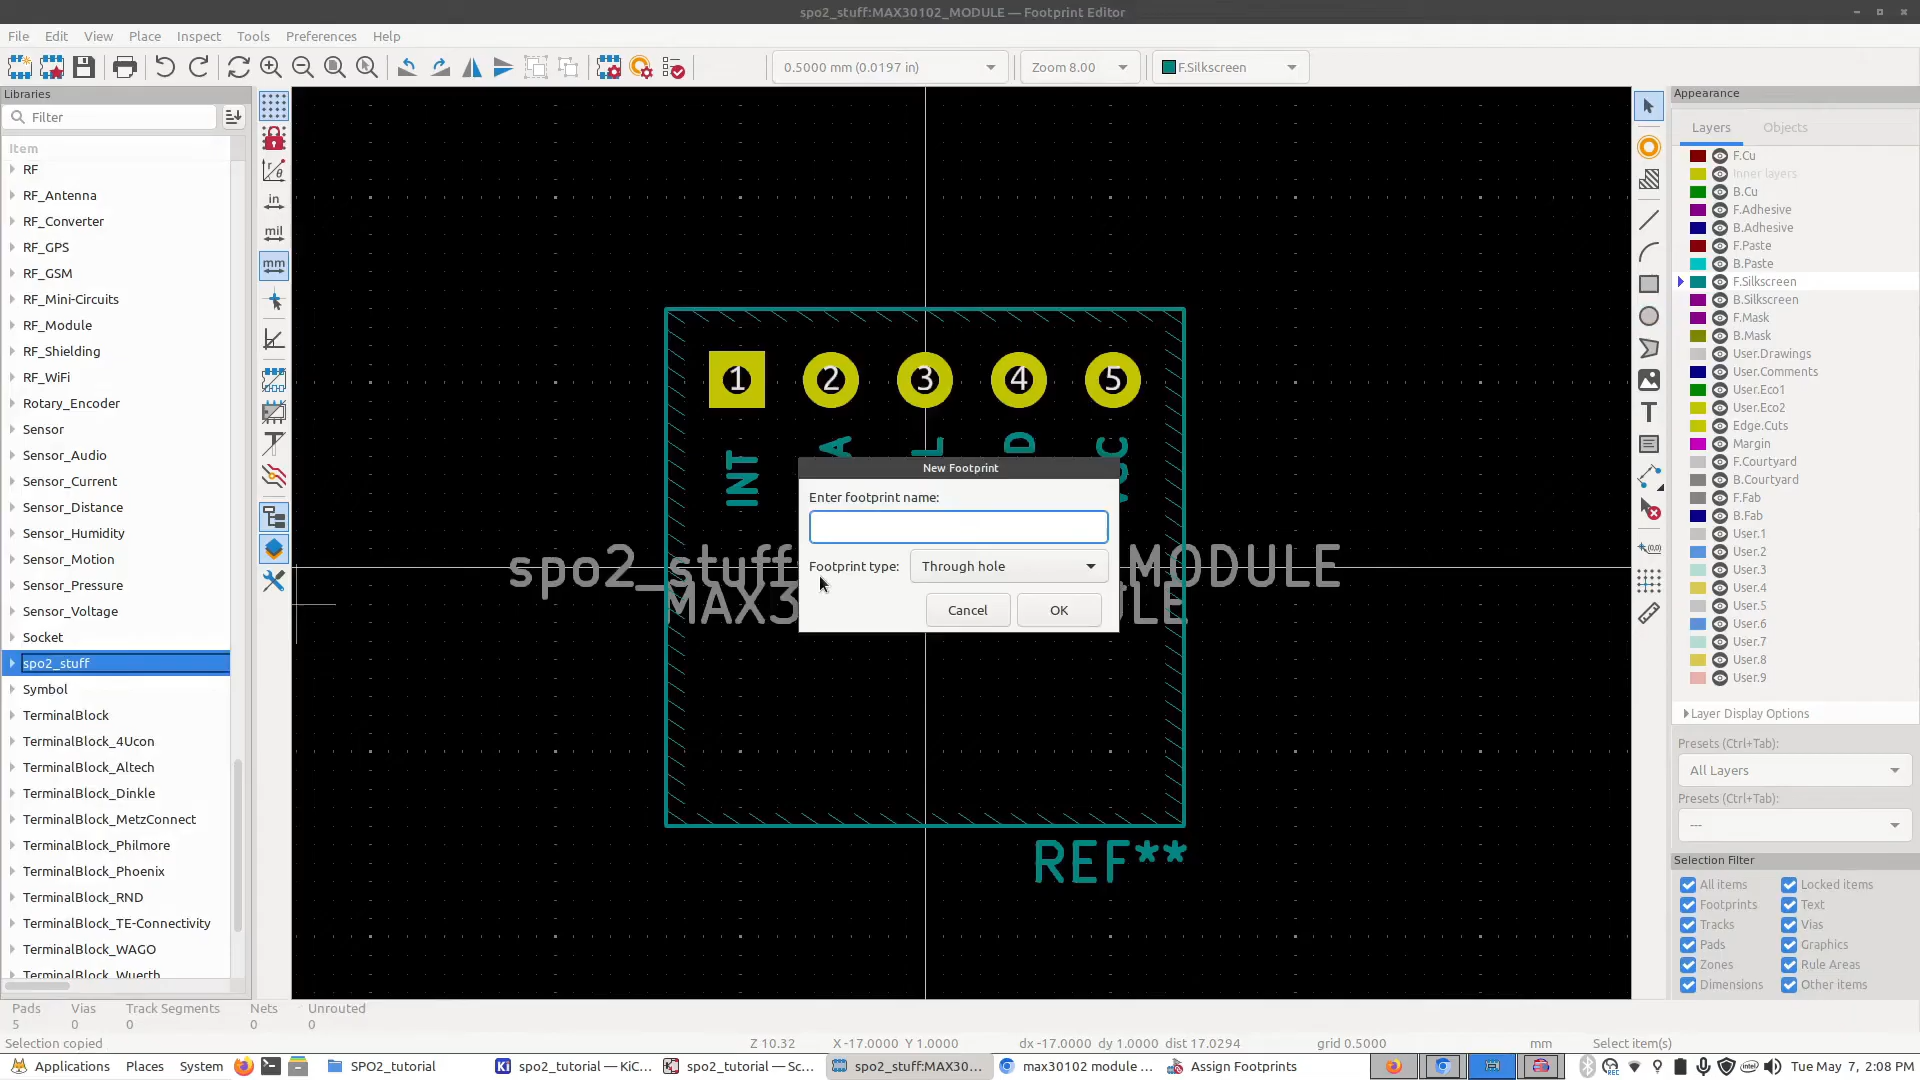 spo2_stuff:MAX30102_MODULE — Footprint Editor
File Edit View Place Inspect Tools Preferences Help
0.5000 mm (0.0197 in)
Zoom 8.00
F.Silkscreen
Libraries
Filter
Item
RF
RF_Antenna
RF_Converter
RF_GPS
RF_GSM
RF_Mini-Circuits
RF_Module
RF_Shielding
RF_WiFi
Rotary_Encoder
Sensor
Sensor_Audio
Sensor_Current
Sensor_Distance
Sensor_Humidity
Sensor_Motion
Sensor_Pressure
Sensor_Voltage
Socket
spo2_stuff
Symbol
TerminalBlock
TerminalBlock_4Ucon
TerminalBlock_Altech
TerminalBlock_Dinkle
TerminalBlock_MetzConnect
TerminalBlock_Philmore
TerminalBlock_Phoenix
TerminalBlock_RND
TerminalBlock_TE-Connectivity
TerminalBlock_WAGO
TerminalBlock_Wuerth
in
mil
mm
1 2 3 4 5
INT
spo2_stuff: MODULE
REF**
New Footprint
Enter footprint name:
Footprint type: Through hole
Cancel OK
Appearance
Layers Objects
F.Cu
Inner layers
B.Cu
F.Adhesive
B.Adhesive
F.Paste
B.Paste
F.Silkscreen
B.Silkscreen
F.Mask
B.Mask
User.Drawings
User.Comments
User.Eco1
User.Eco2
Edge.Cuts
Margin
F.Courtyard
B.Courtyard
F.Fab
B.Fab
User.1
User.2
User.3
User.4
User.5
User.6
User.7
User.8
User.9
Layer Display Options
Presets (Ctrl+Tab):
All Layers
Presets (Ctrl+Tab):
---
Selection Filter
All items Locked items
Footprints Text
Tracks Vias
Pads Graphics
Zones Rule Areas
Dimensions Other items
Pads Vias Track Segments Nets Unrouted
5 0 0 0 0
Selection copied Z 10.32 X -17.0000 Y 1.0000 dx -17.0000 dy 1.0000 dist 17.0294 grid 0.5000 mm Select item(s)
Applications Places System SPO2_tutorial spo2_tutorial — KiC... spo2_tutorial — Sc... spo2_stuff:MAX30... max30102 module ... Assign Footprints Tue May 7, 2:08 PM